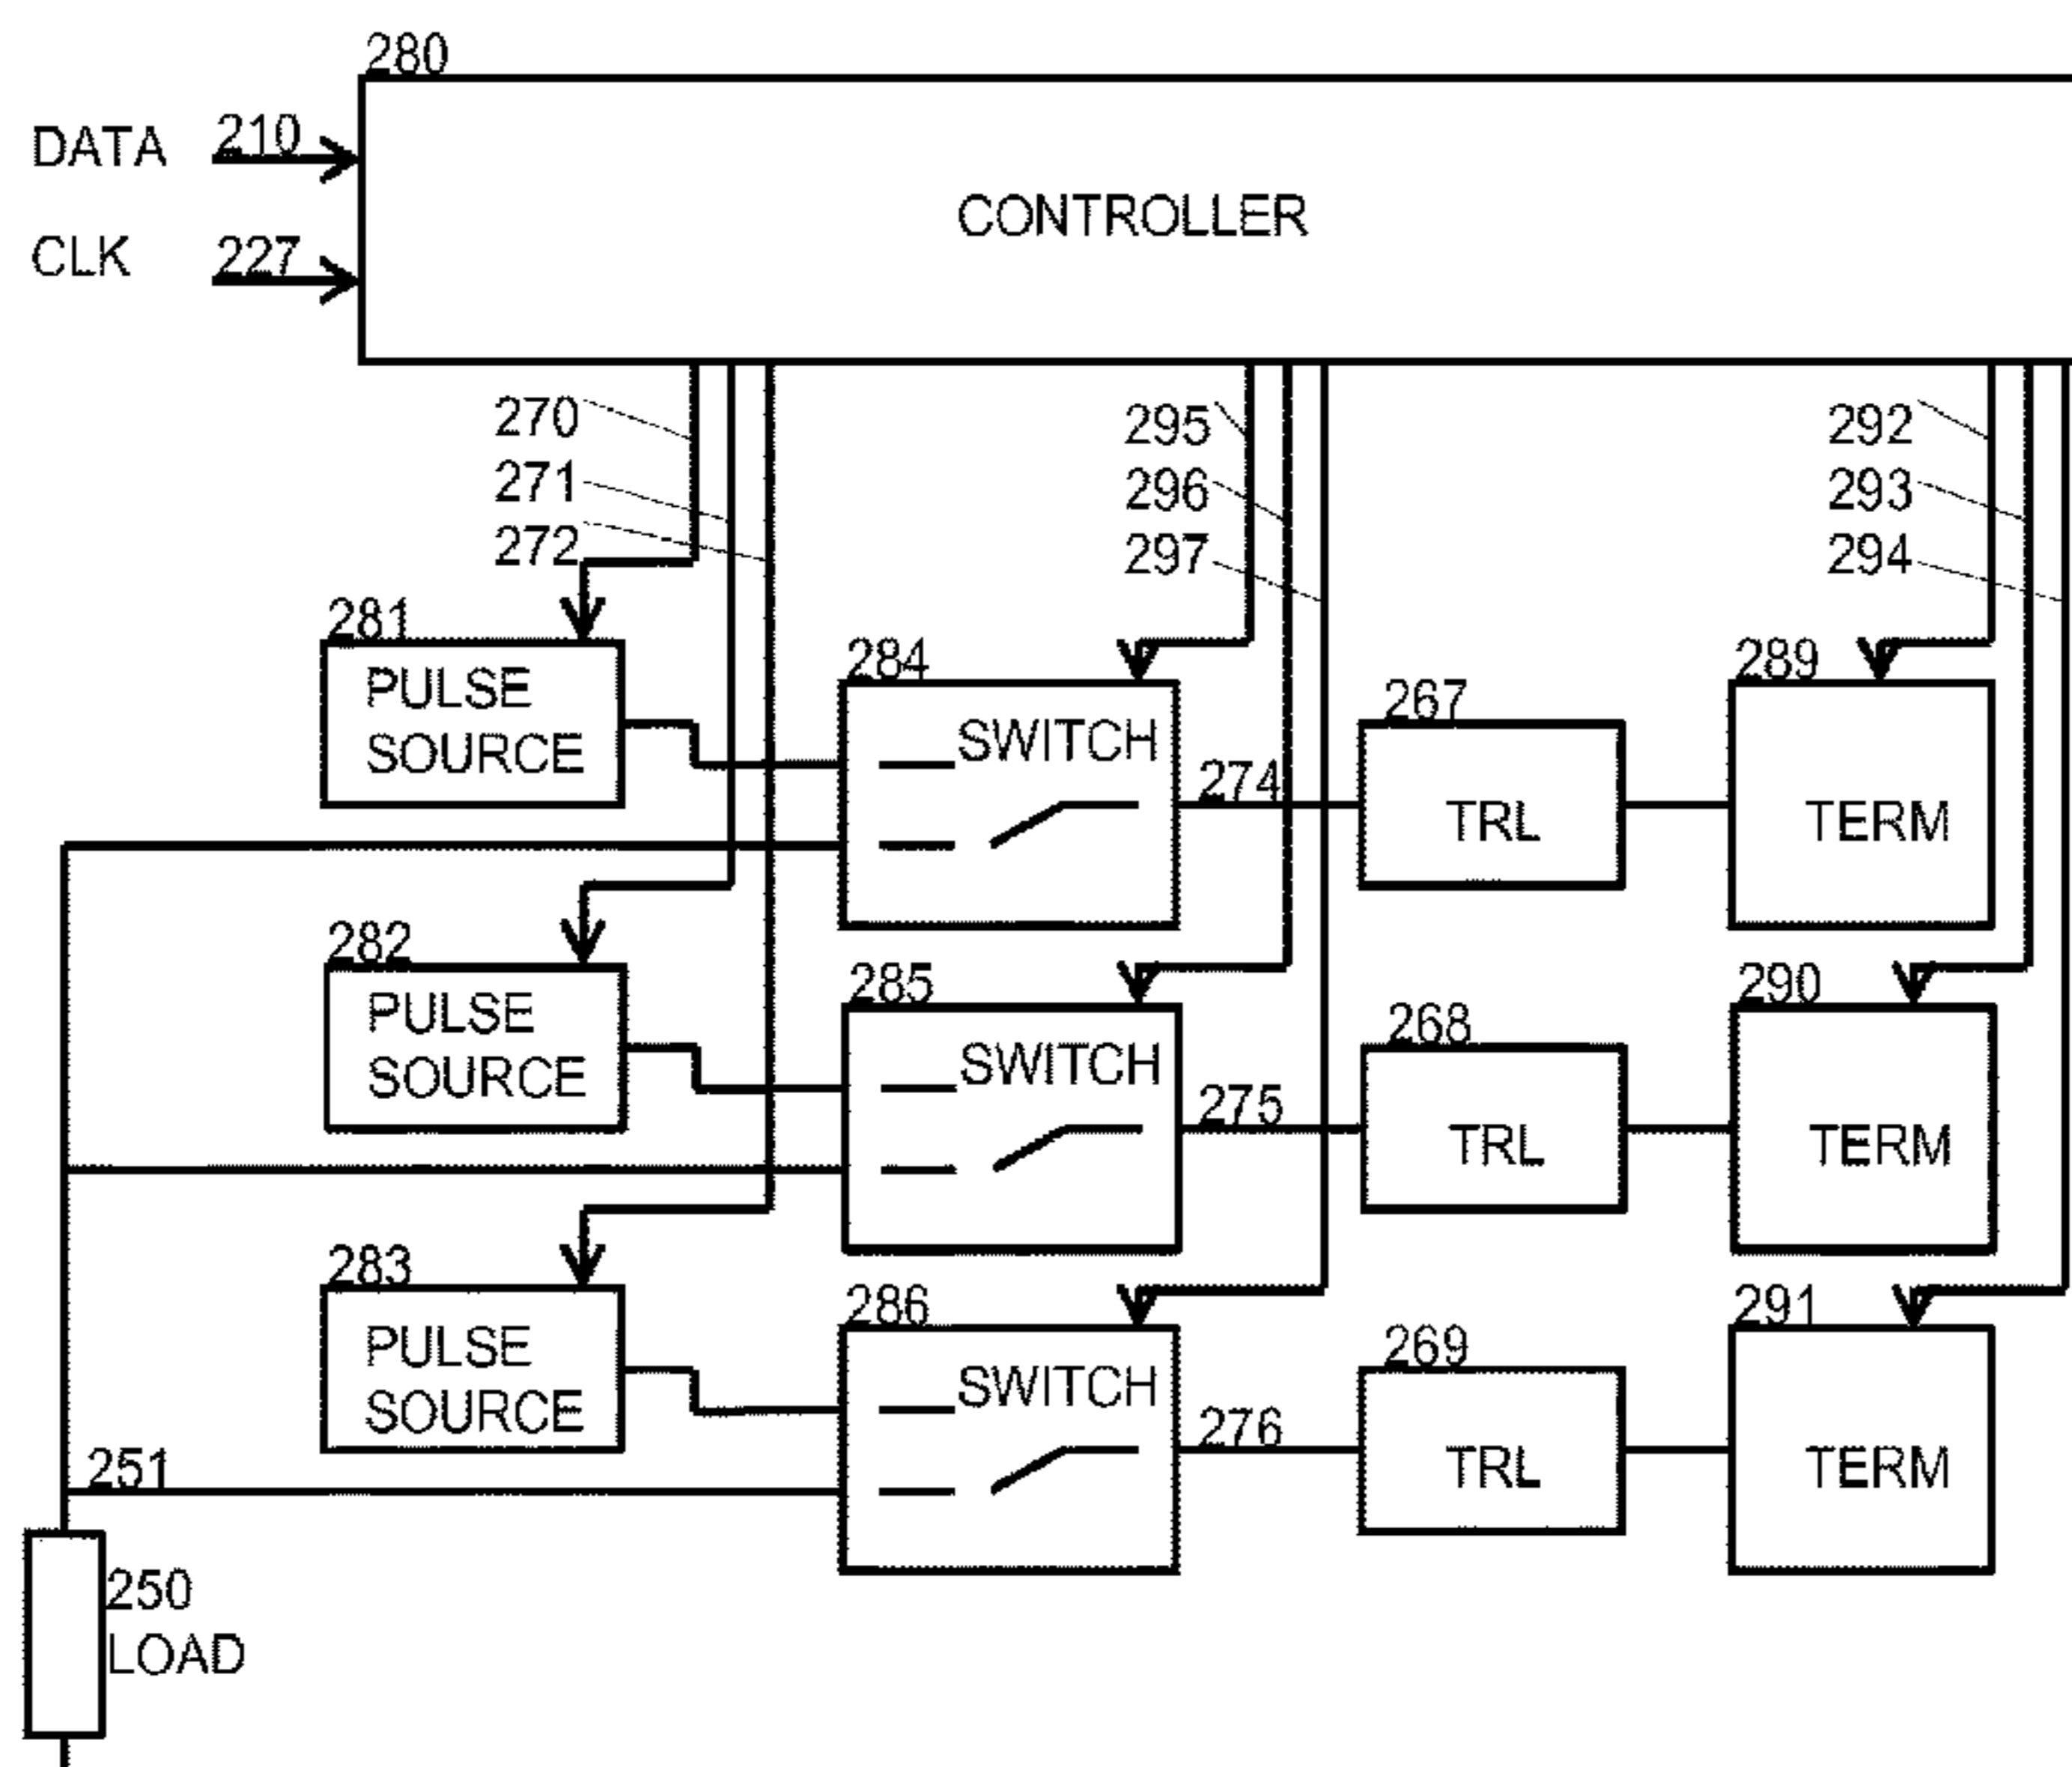 280
DATA 210
CONTROLLER
CLK 227
270 295 292
271 296 293
272 297 294
281 284 289
PULSE
SOURCE
SWITCH
267
274
TRL
TERM
282 285 290
PULSE
SOURCE
SWITCH
268
275
TRL
TERM
283 286 291
PULSE
SOURCE
SWITCH
269
276
TRL
TERM
251
250
LOAD